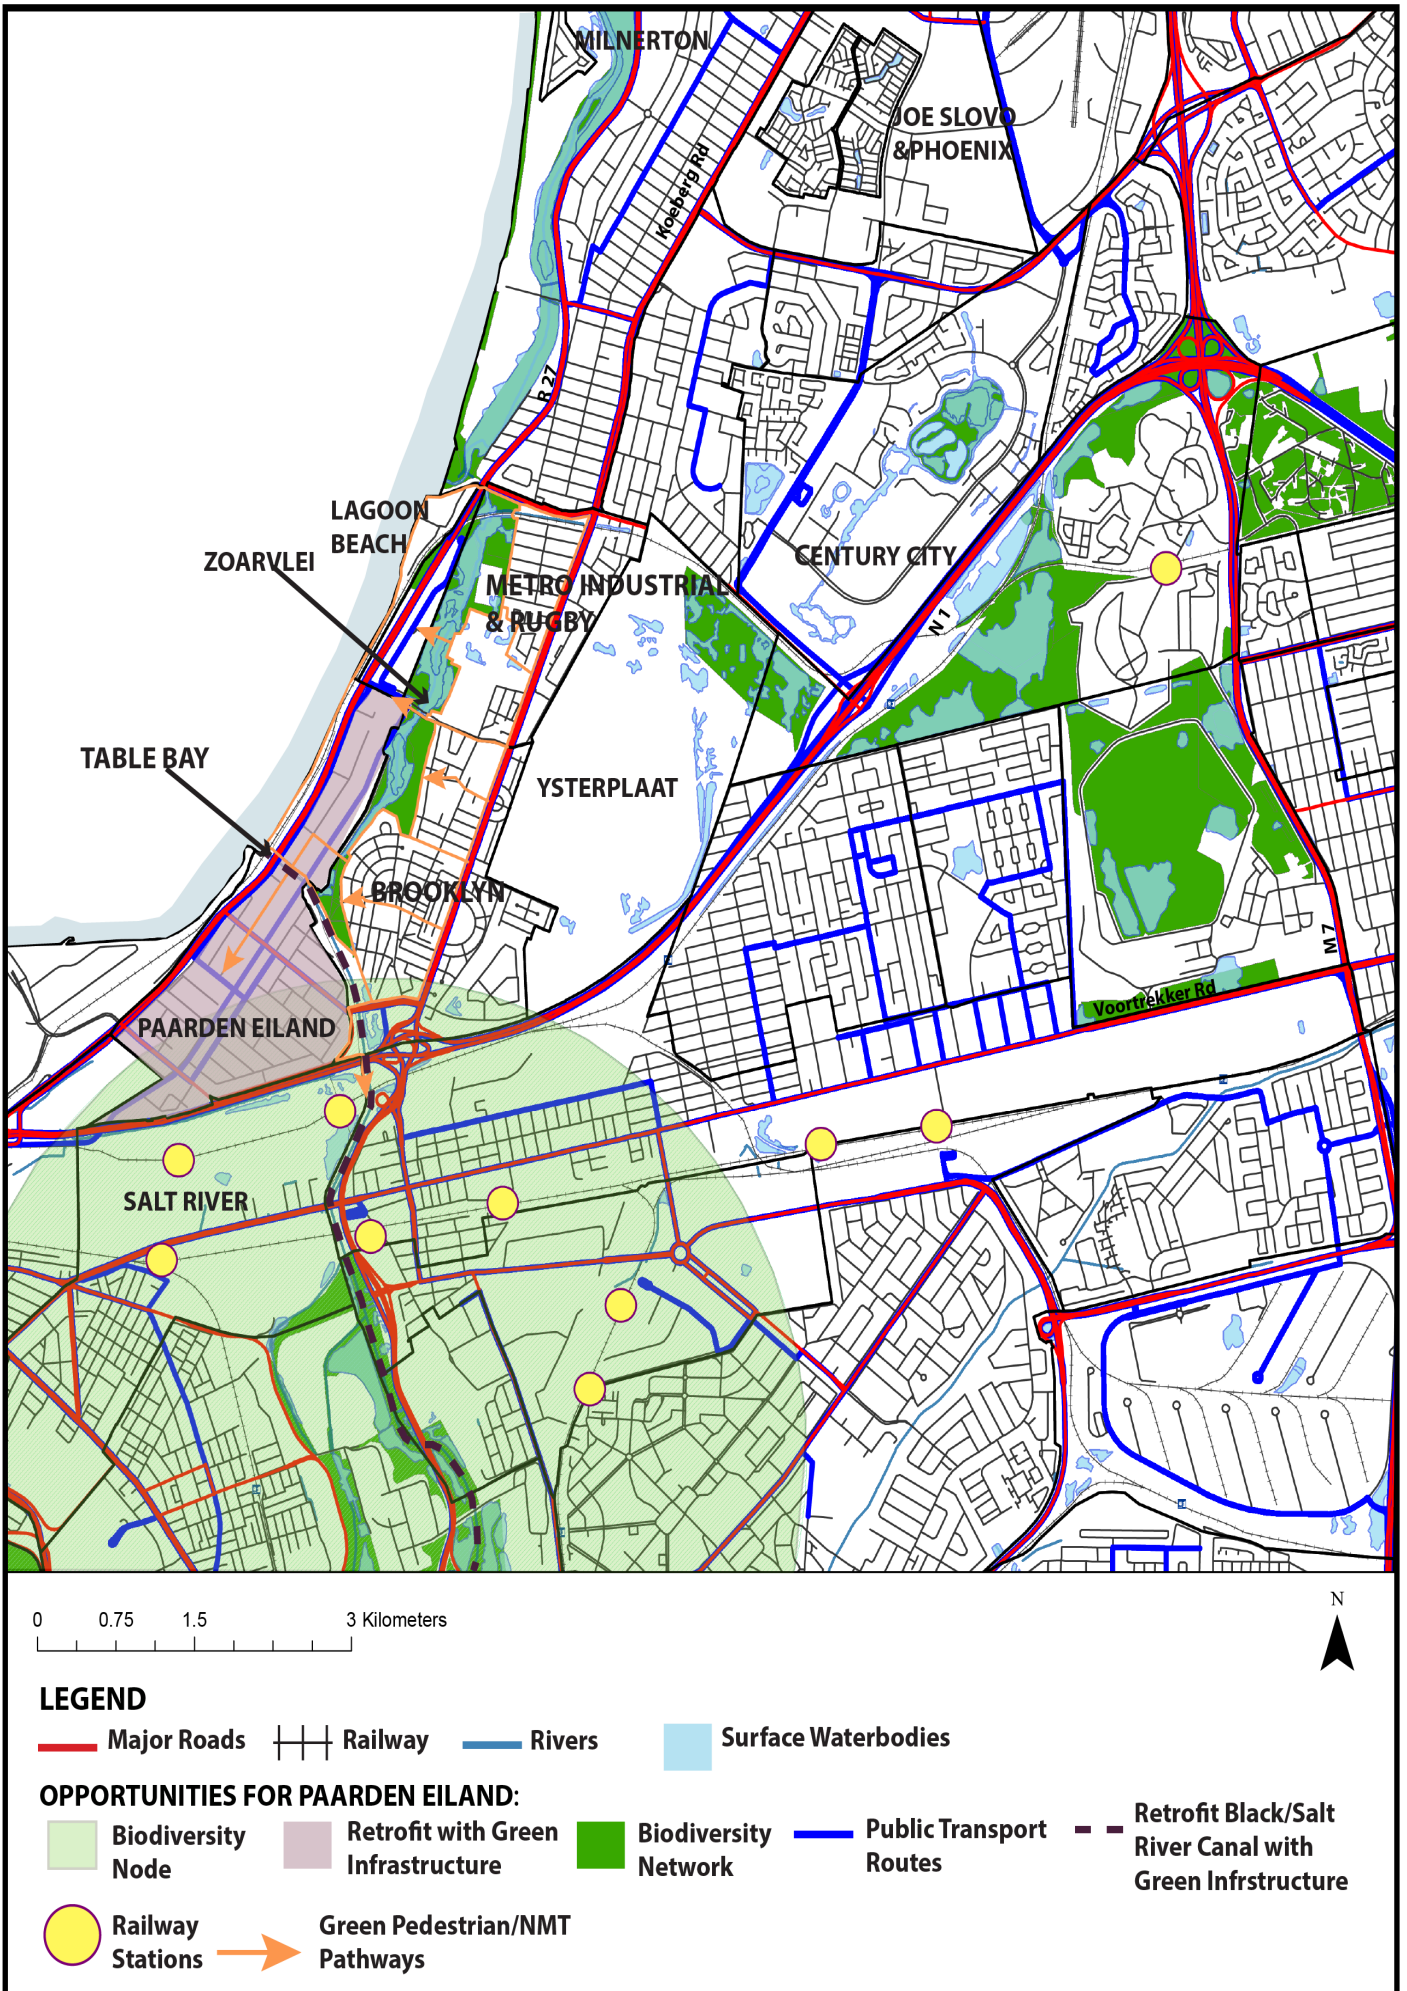 MILNERTON
JOE SLOVO
&PHOENIX
Koeberg Rd
R 27
LAGOON
BEACH
ZOARVLEI
METRO INDUSTRIAL
& RUGBY
CENTURY CITY
N 1
TABLE BAY
YSTERPLAAT
BROOKLYN
M 7
Voortrekker Rd
PAARDEN EILAND
SALT RIVER
0 0.75 1.5 3 Kilometers
N
LEGEND
Major Roads
Railway
Rivers
Surface Waterbodies
OPPORTUNITIES FOR PAARDEN EILAND:
Biodiversity
Node
Retrofit with Green
Infrastructure
Biodiversity
Network
Public Transport
Routes
Retrofit Black/Salt
River Canal with
Green Infrstructure
Railway
Stations
Green Pedestrian/NMT
Pathways